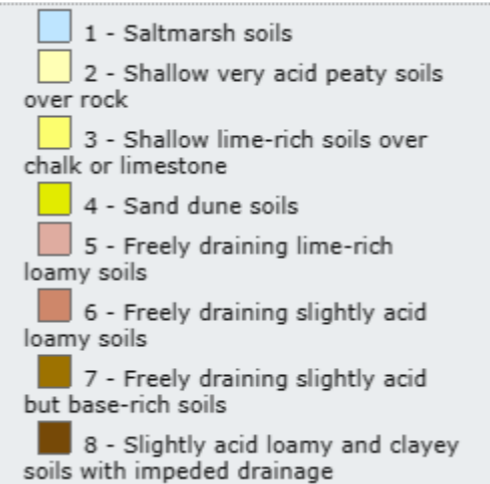 1 - Saltmarsh soils
2 - Shallow very acid peaty soils
over rock
3 - Shallow lime-rich soils over
chalk or limestone
4 - Sand dune soils
5 - Freely draining lime-rich
loamy soils
6 - Freely draining slightly acid
loamy soils
7 - Freely draining slightly acid
but base-rich soils
8 - Slightly acid loamy and clayey
soils with impeded drainage